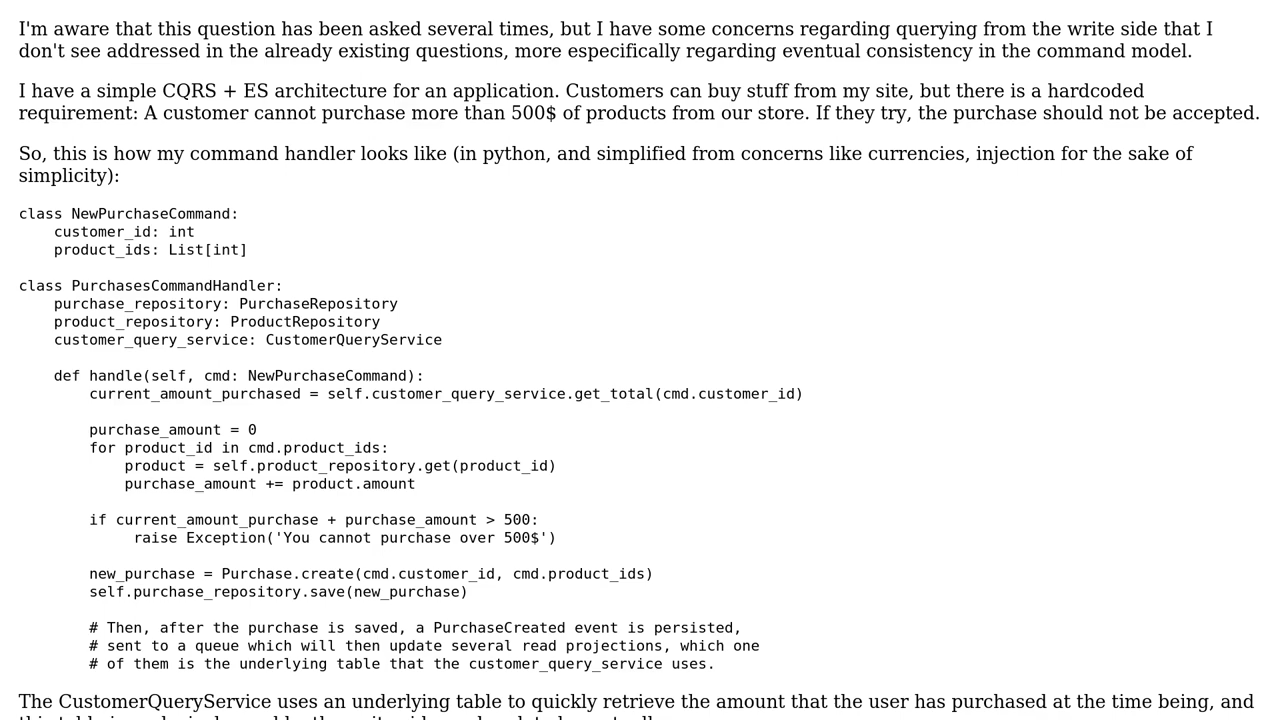 I'm aware that this question has been asked several times, but I have some concerns regarding querying from the write side that I
don't see addressed in the already existing questions, more especifically regarding eventual consistency in the command model.
I have a simple CQRS + ES architecture for an application. Customers can buy stuff from my site, but there is a hardcoded
requirement: A customer cannot purchase more than 500$ of products from our store. If they try, the purchase should not be accepted.
So, this is how my command handler looks like (in python, and simplified from concerns like currencies, injection for the sake of
simplicity):
class NewPurchaseCommand:
    customer_id: int
    product_ids: List[int]
class PurchasesCommandHandler:
    purchase_repository: PurchaseRepository
    product_repository: ProductRepository
    customer_query_service: CustomerQueryService
    def handle(self, cmd: NewPurchaseCommand):
        current_amount_purchased = self.customer_query_service.get_total(cmd.customer_id)
        purchase_amount = 0
        for product_id in cmd.product_ids:
            product = self.product_repository.get(product_id)
            purchase_amount += product.amount
        if current_amount_purchase + purchase_amount > 500:
             raise Exception('You cannot purchase over 500$')
        new_purchase = Purchase.create(cmd.customer_id, cmd.product_ids)
        self.purchase_repository.save(new_purchase)
        # Then, after the purchase is saved, a PurchaseCreated event is persisted,
        # sent to a queue which will then update several read projections, which one
        # of them is the underlying table that the customer_query_service uses.
The CustomerQueryService uses an underlying table to quickly retrieve the amount that the user has purchased at the time being, and